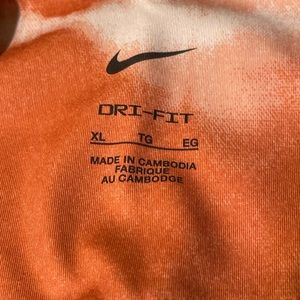 DRI-FIT
XL TG EG
MADE IN CAMBODIA
FABRIQUE
AU CAMBODGE